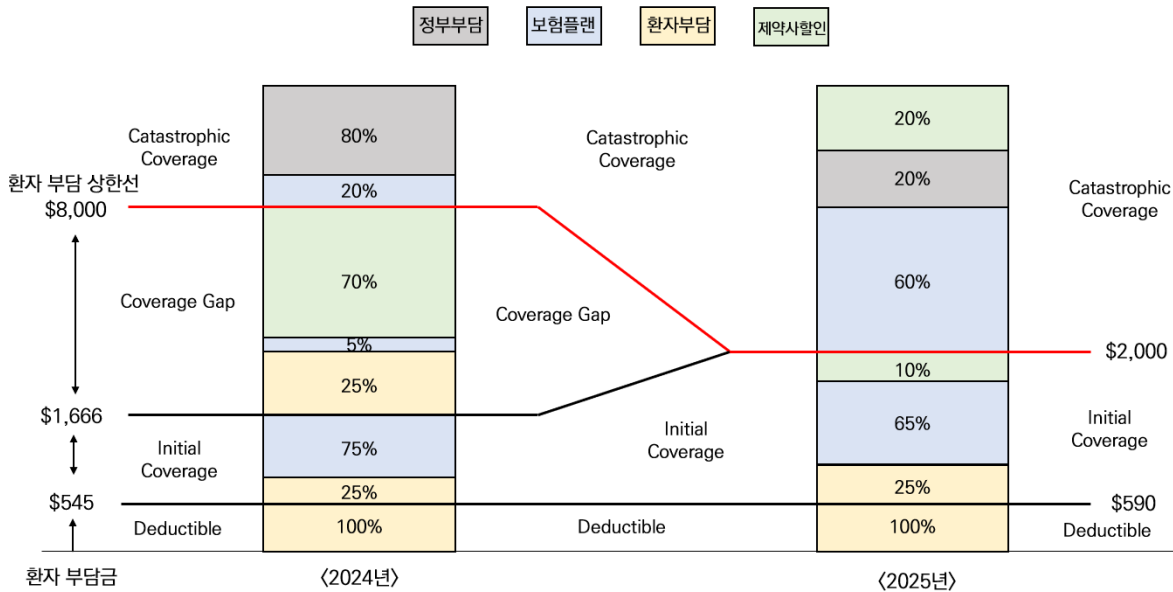 정부부담
보험플랜
환자부담
제약사할인
Catastrophic
Coverage
80%
Catastrophic
Coverage
20%
환자 부담 상한선
$8,000
20%
20%
Catastrophic
Coverage
Coverage Gap
70%
Coverage Gap
60%
5%
$2,000
10%
25%
$1,666
Initial
Coverage
75%
Initial
Coverage
65%
Initial
Coverage
$545
25%
25%
$590
Deductible
100%
Deductible
100%
Deductible
환자 부담금
〈2024년〉
〈2025년〉